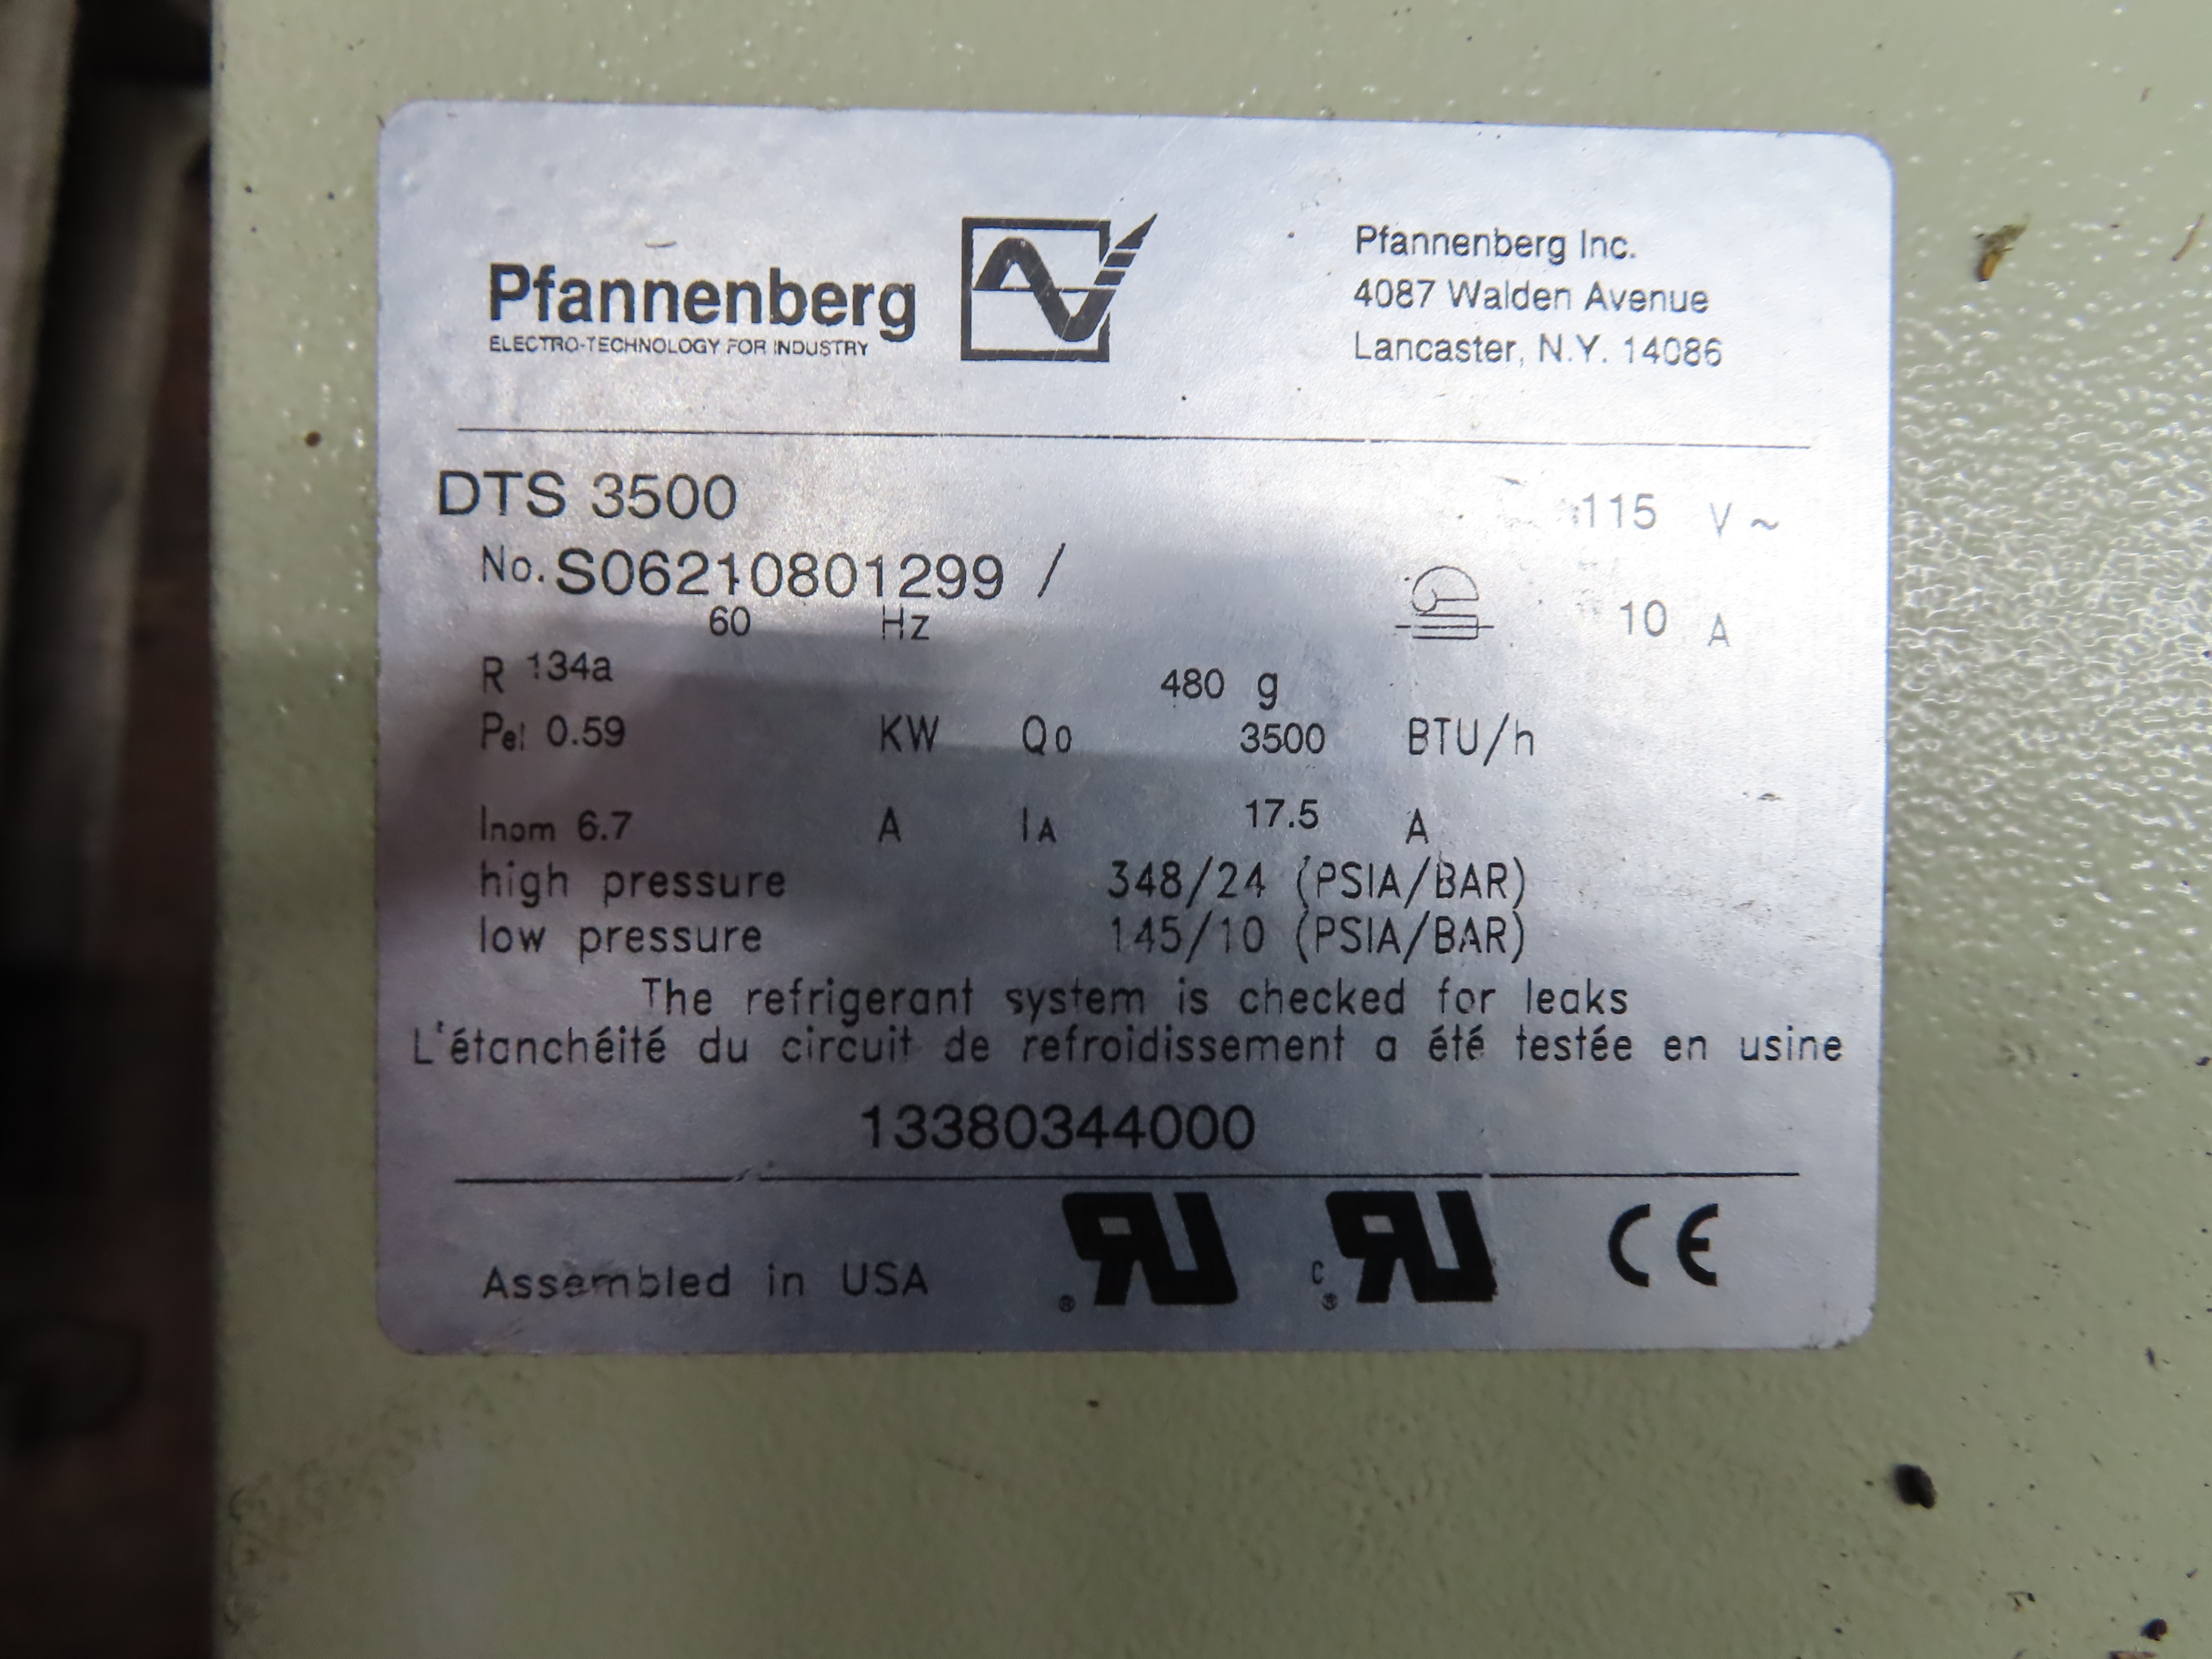 Pfannenberg
ELECTRO-TECHNOLOGY FOR INDUSTRY
Pfannenberg Inc.
4087 Walden Avenue
Lancaster, N.Y. 14086
DTS 3500
115 V ~
No. S06210801299 /
60 Hz
10 A
R 134a 480 g
Pel 0.59 KW Qo 3500 BTU/h
Inom 6.7 A IA 17.5 A
high pressure 348/24 (PSIA/BAR)
low pressure 145/10 (PSIA/BAR)
The refrigerant system is checked for leaks
L'étanchéité du circuit de refroidissement a été testée en usine
13380344000
Assembled in USA
® RU c ® RU CE